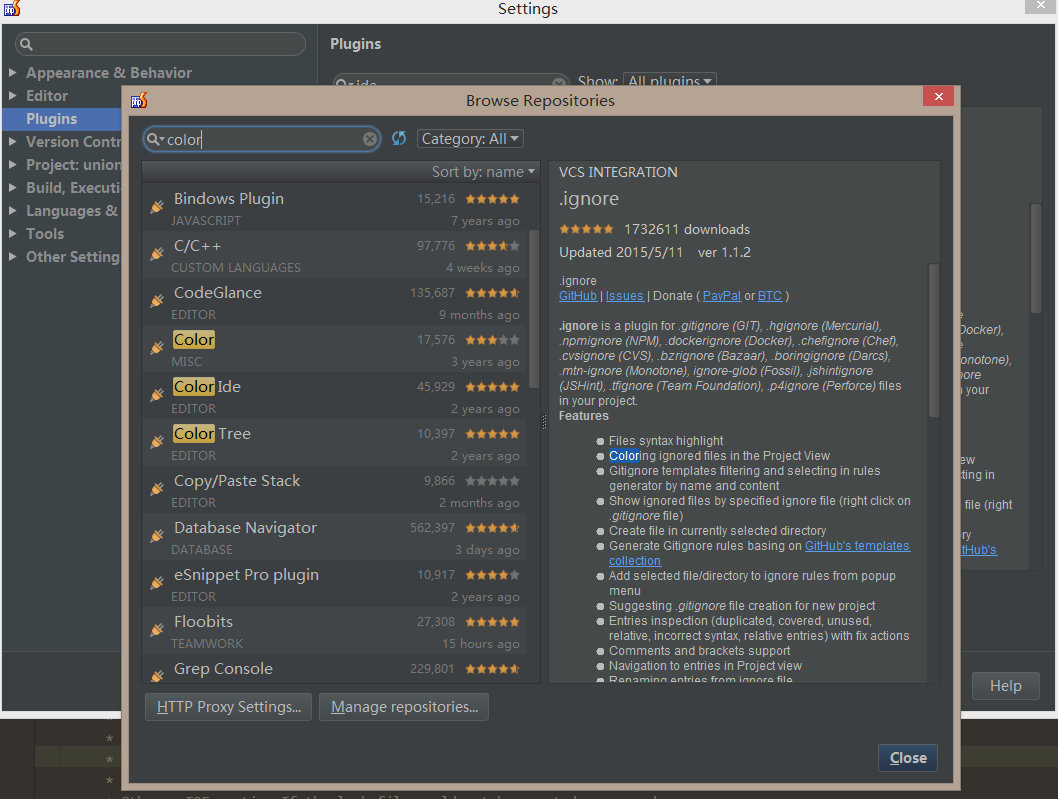 Settings
Plugins
Appearance & Behavior
Editor
Plugins
Version Contr
Project: union
Build, Executi
Languages &
Tools
Other Setting
Show: All plugins
Browse Repositories
color
Category: All
Sort by: name
Bindows Plugin 15,216
JAVASCRIPT 7 years ago
C/C++ 97,776
CUSTOM LANGUAGES 4 weeks ago
CodeGlance 135,687
EDITOR 9 months ago
Color 17,576
MISC 3 years ago
Color Ide 45,929
EDITOR 2 years ago
Color Tree 10,397
EDITOR 2 years ago
Copy/Paste Stack 9,866
EDITOR 2 months ago
Database Navigator 562,397
DATABASE 3 days ago
eSnippet Pro plugin 10,917
EDITOR 2 years ago
Floobits 27,308
TEAMWORK 15 hours ago
Grep Console 229,801
VCS INTEGRATION
.ignore
1732611 downloads
Updated 2015/5/11 ver 1.1.2
.ignore
GitHub | Issues | Donate ( PayPal or BTC )
.ignore is a plugin for .gitignore (GIT), .hgignore (Mercurial),
.npmignore (NPM), .dockerignore (Docker), .chefignore (Chef),
.cvsignore (CVS), .bzrignore (Bazaar), .boringignore (Darcs),
.mtn-ignore (Monotone), ignore-glob (Fossil), .jshintignore
(JSHint), .tfignore (Team Foundation), .p4ignore (Perforce) files
in your project.
Features
Files syntax highlight
Coloring ignored files in the Project View
Gitignore templates filtering and selecting in rules
generator by name and content
Show ignored files by specified ignore file (right click on
.gitignore file)
Create file in currently selected directory
Generate Gitignore rules basing on GitHub's templates
collection
Add selected file/directory to ignore rules from popup
menu
Suggesting .gitignore file creation for new project
Entries inspection (duplicated, covered, unused,
relative, incorrect syntax, relative entries) with fix actions
Comments and brackets support
Navigation to entries in Project view
Renaming entries from ignore file
HTTP Proxy Settings...
Manage repositories...
Close
Help